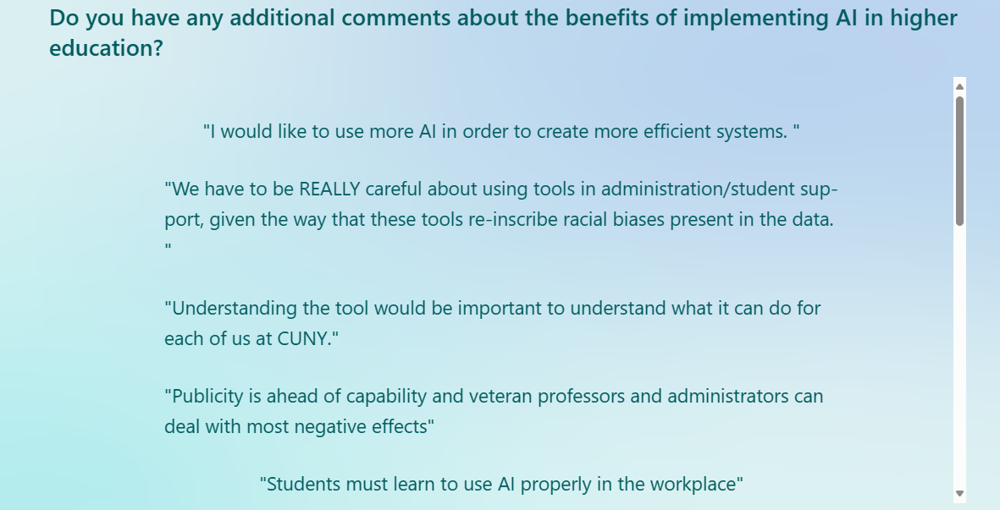 Do you have any additional comments about the benefits of implementing AI in higher
education?
"I would like to use more AI in order to create more efficient systems. "
"We have to be REALLY careful about using tools in administration/student sup-
port, given the way that these tools re-inscribe racial biases present in the data.
"
"Understanding the tool would be important to understand what it can do for
each of us at CUNY."
"Publicity is ahead of capability and veteran professors and administrators can
deal with most negative effects"
"Students must learn to use AI properly in the workplace"